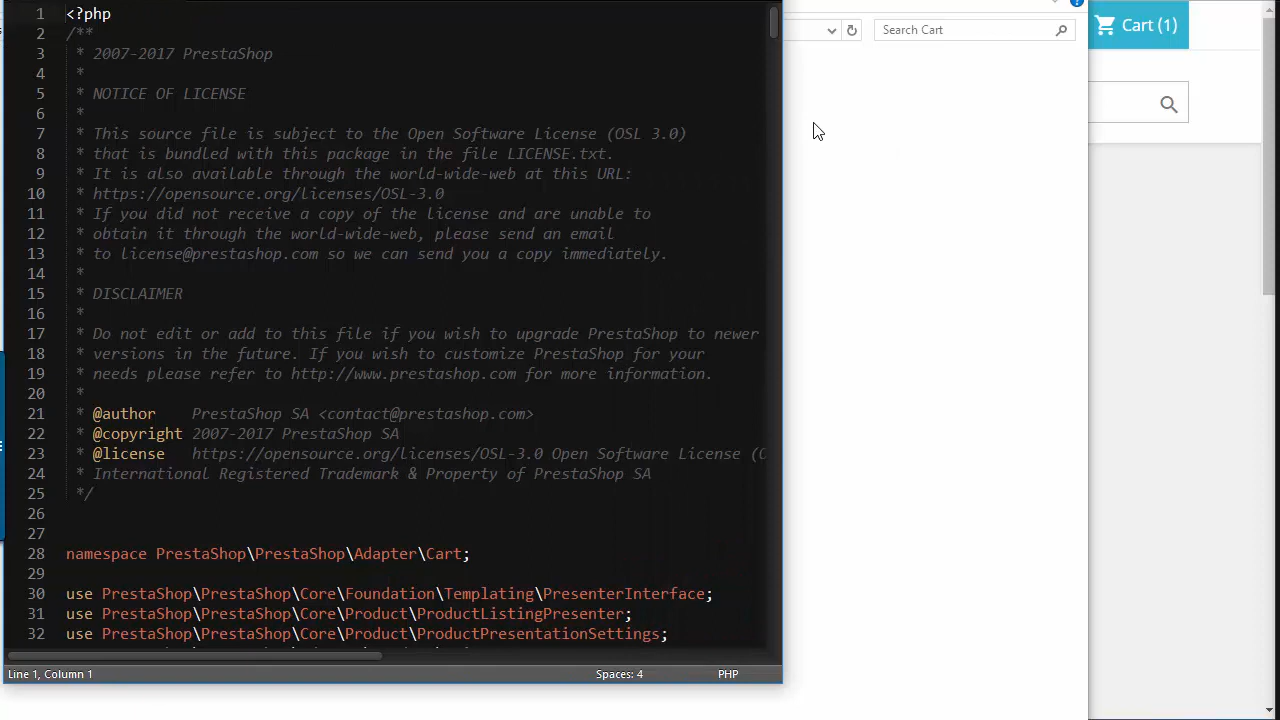 1 <?php
2 /**
3 * 2007-2017 PrestaShop
4 *
5 * NOTICE OF LICENSE
6 *
7 * This source file is subject to the Open Software License (OSL 3.0)
8 * that is bundled with this package in the file LICENSE.txt.
9 * It is also available through the world-wide-web at this URL:
10 * https://opensource.org/licenses/OSL-3.0
11 * If you did not receive a copy of the license and are unable to
12 * obtain it through the world-wide-web, please send an email
13 * to license@prestashop.com so we can send you a copy immediately.
14 *
15 * DISCLAIMER
16 *
17 * Do not edit or add to this file if you wish to upgrade PrestaShop to newer
18 * versions in the future. If you wish to customize PrestaShop for your
19 * needs please refer to http://www.prestashop.com for more information.
20 *
21 * @author PrestaShop SA <contact@prestashop.com>
22 * @copyright 2007-2017 PrestaShop SA
23 * @license https://opensource.org/licenses/OSL-3.0 Open Software License (O
24 * International Registered Trademark & Property of PrestaShop SA
25 */
26
27
28 namespace PrestaShop\PrestaShop\Adapter\Cart;
29
30 use PrestaShop\PrestaShop\Core\Foundation\Templating\PresenterInterface;
31 use PrestaShop\PrestaShop\Core\Product\ProductListingPresenter;
32 use PrestaShop\PrestaShop\Core\Product\ProductPresentationSettings;
Line 1, Column 1
Spaces: 4
PHP
Search Cart
Cart (1)